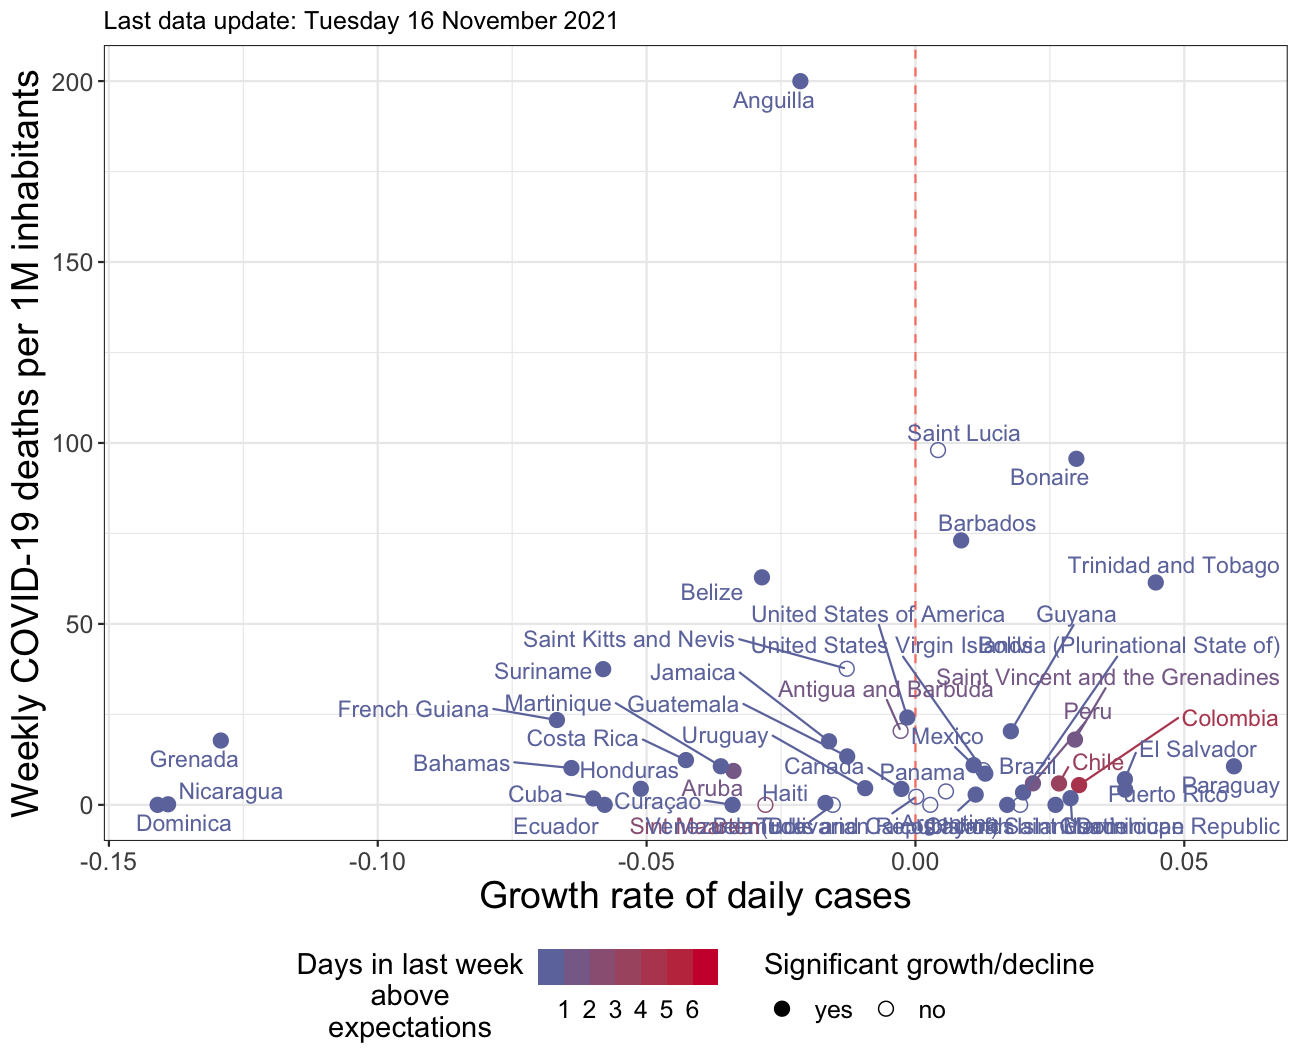 Last data update: Tuesday 16 November 2021
Weekly COVID-19 deaths per 1M inhabitants
200
150
100
50
0
Anguilla
Saint Lucia
Bonaire
Barbados
Trinidad and Tobago
Belize
United States of America
Guyana
Saint Kitts and Nevis
United States Virgin Islands
Bolivia (Plurinational State of)
Suriname
Jamaica
Saint Vincent and the Grenadines
Antigua and Barbuda
French Guiana
Martinique
Guatemala
Peru
Colombia
Costa Rica
Uruguay
Mexico
El Salvador
Grenada
Bahamas
Honduras
Canada
Panama
Brazil
Chile
Paraguay
Nicaragua
Cuba
Curaçao
Aruba
Haiti
Puerto Rico
Dominica
Ecuador
Sint Maarten
Argentina
Dominican Republic
-0.15
-0.10
-0.05
0.00
0.05
Growth rate of daily cases
Days in last week
above
expectations
1 2 3 4 5 6
Significant growth/decline
yes
no